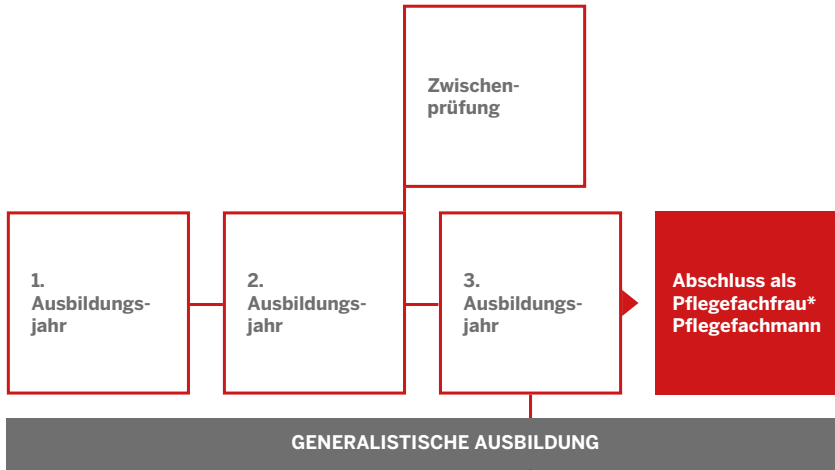 Zwischen-
prüfung
1.
Ausbildungs-
jahr
2.
Ausbildungs-
jahr
3.
Ausbildungs-
jahr
Abschluss als
Pflegefachfrau*
Pflegefachmann
GENERALISTISCHE AUSBILDUNG